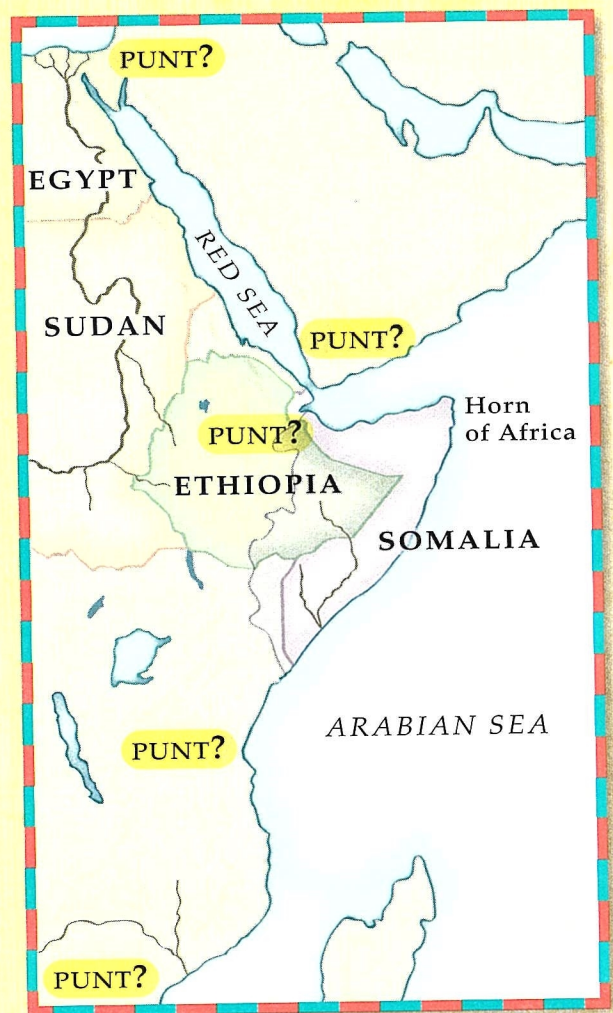 PUNT?
EGYPT
RED SEA
SUDAN
PUNT?
Horn
of Africa
PUNT?
ETHIOPIA
SOMALIA
ARABIAN SEA
PUNT?
PUNT?